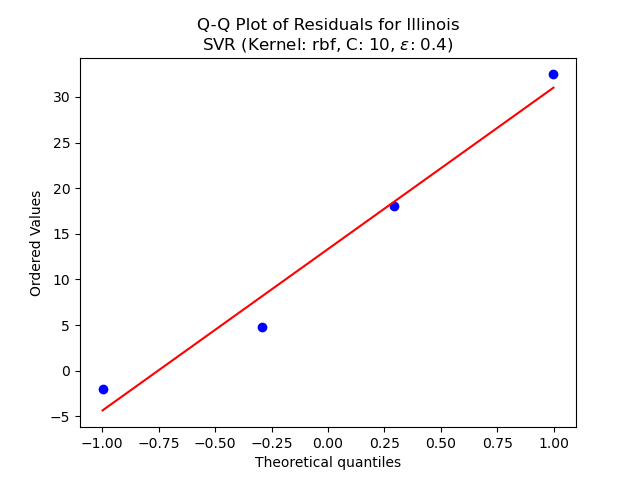 Q-Q Plot of Residuals for Illinois
SVR (Kernel: rbf, C: 10, ε: 0.4)
Ordered Values
30
25
20
15
10
5
0
−5
−1.00 −0.75 −0.50 −0.25 0.00 0.25 0.50 0.75 1.00
Theoretical quantiles